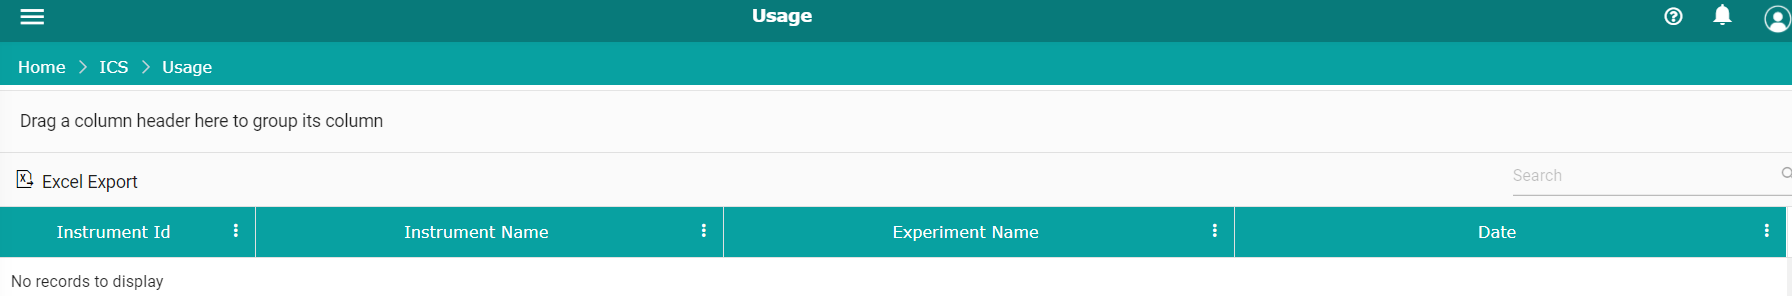 Usage
Home > ICS > Usage
Drag a column header here to group its column
Excel Export
Search
Instrument Id Instrument Name Experiment Name Date
No records to display